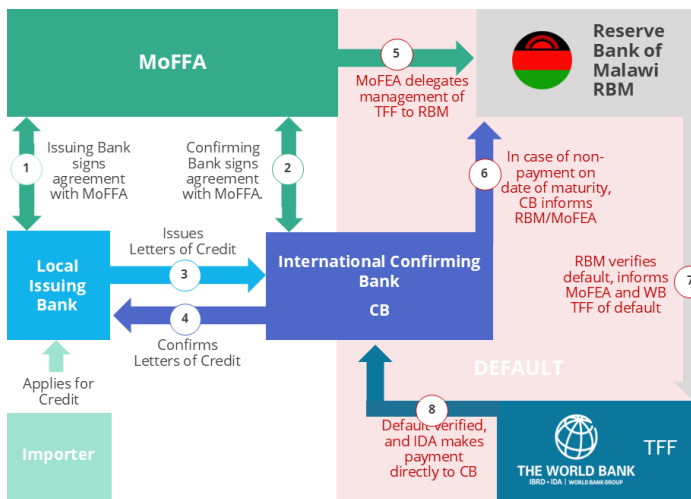 MoFFA
5
MoFEA delegates
management of
TFF to RBM
Reserve
Bank of
Malawi
RBM
1
Issuing Bank
signs
agreement
with MoFFA
Confirming
Bank signs
agreement
with MoFFA.
2
6
In case of non-
payment on
date of maturity,
CB informs
RBM/MoFEA
Local
Issuing
Bank
Issues
Letters of Credit
3
4
Confirms
Letters of Credit
International Confirming
Bank
CB
RBM verifies
default, informs
MoFEA and WB
TFF of default
7
DEFAULT
Applies for
Credit
Importer
8
Default verified,
and IDA makes
payment
directly to CB
THE WORLD BANK
IBRD • IDA | WORLD BANK GROUP
TFF